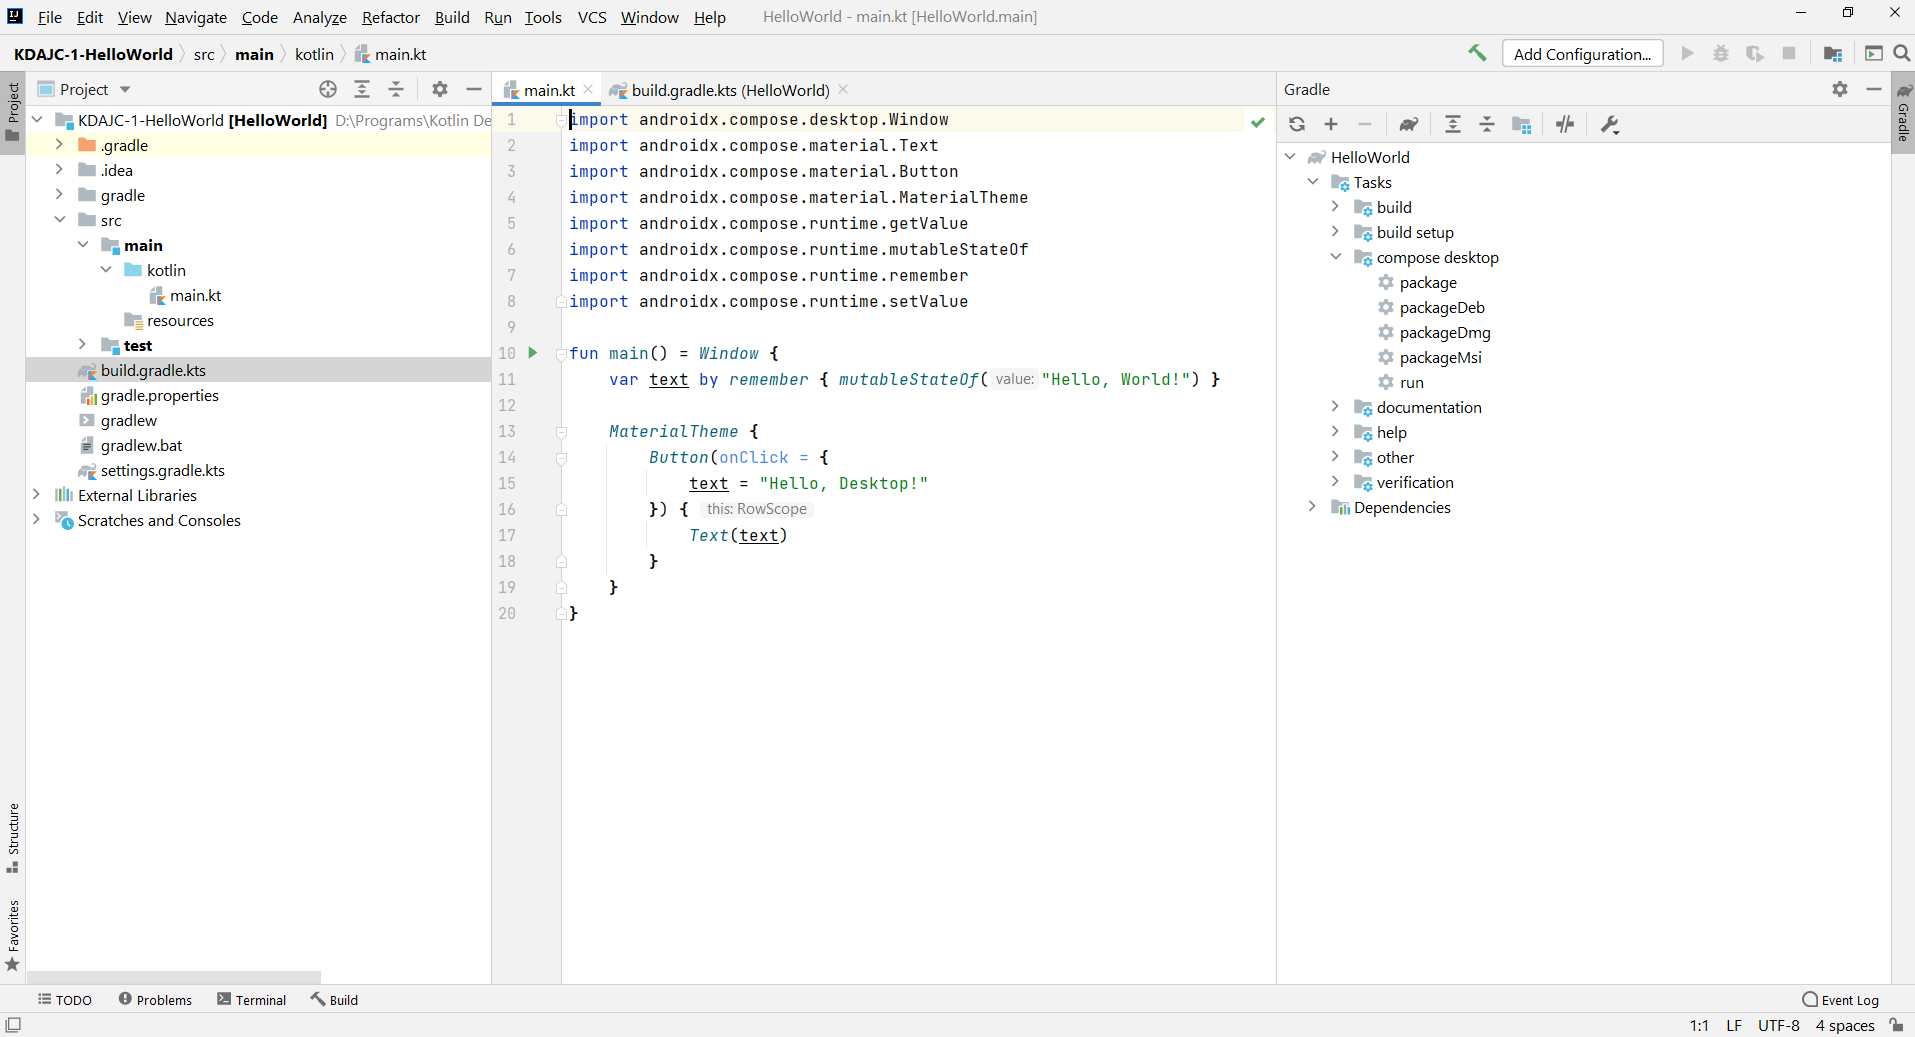 File Edit View Navigate Code Analyze Refactor Build Run Tools VCS Window Help HelloWorld - main.kt [HelloWorld.main]
KDAJC-1-HelloWorld src main kotlin main.kt Add Configuration...
Project
Structure
Favorites
Project
KDAJC-1-HelloWorld [HelloWorld] D:\Programs\Kotlin De
.gradle
.idea
gradle
src
main
kotlin
main.kt
resources
test
build.gradle.kts
gradle.properties
gradlew
gradlew.bat
settings.gradle.kts
External Libraries
Scratches and Consoles
main.kt build.gradle.kts (HelloWorld)
1 import androidx.compose.desktop.Window
2 import androidx.compose.material.Text
3 import androidx.compose.material.Button
4 import androidx.compose.material.MaterialTheme
5 import androidx.compose.runtime.getValue
6 import androidx.compose.runtime.mutableStateOf
7 import androidx.compose.runtime.remember
8 import androidx.compose.runtime.setValue
9
10 fun main() = Window {
11 var text by remember { mutableStateOf( value: "Hello, World!") }
12
13 MaterialTheme {
14 Button(onClick = {
15 text = "Hello, Desktop!"
16 }) { this: RowScope
17 Text(text)
18 }
19 }
20 }
Gradle
HelloWorld
Tasks
build
build setup
compose desktop
package
packageDeb
packageDmg
packageMsi
run
documentation
help
other
verification
Dependencies
Gradle
TODO Problems Terminal Build Event Log
1:1 LF UTF-8 4 spaces